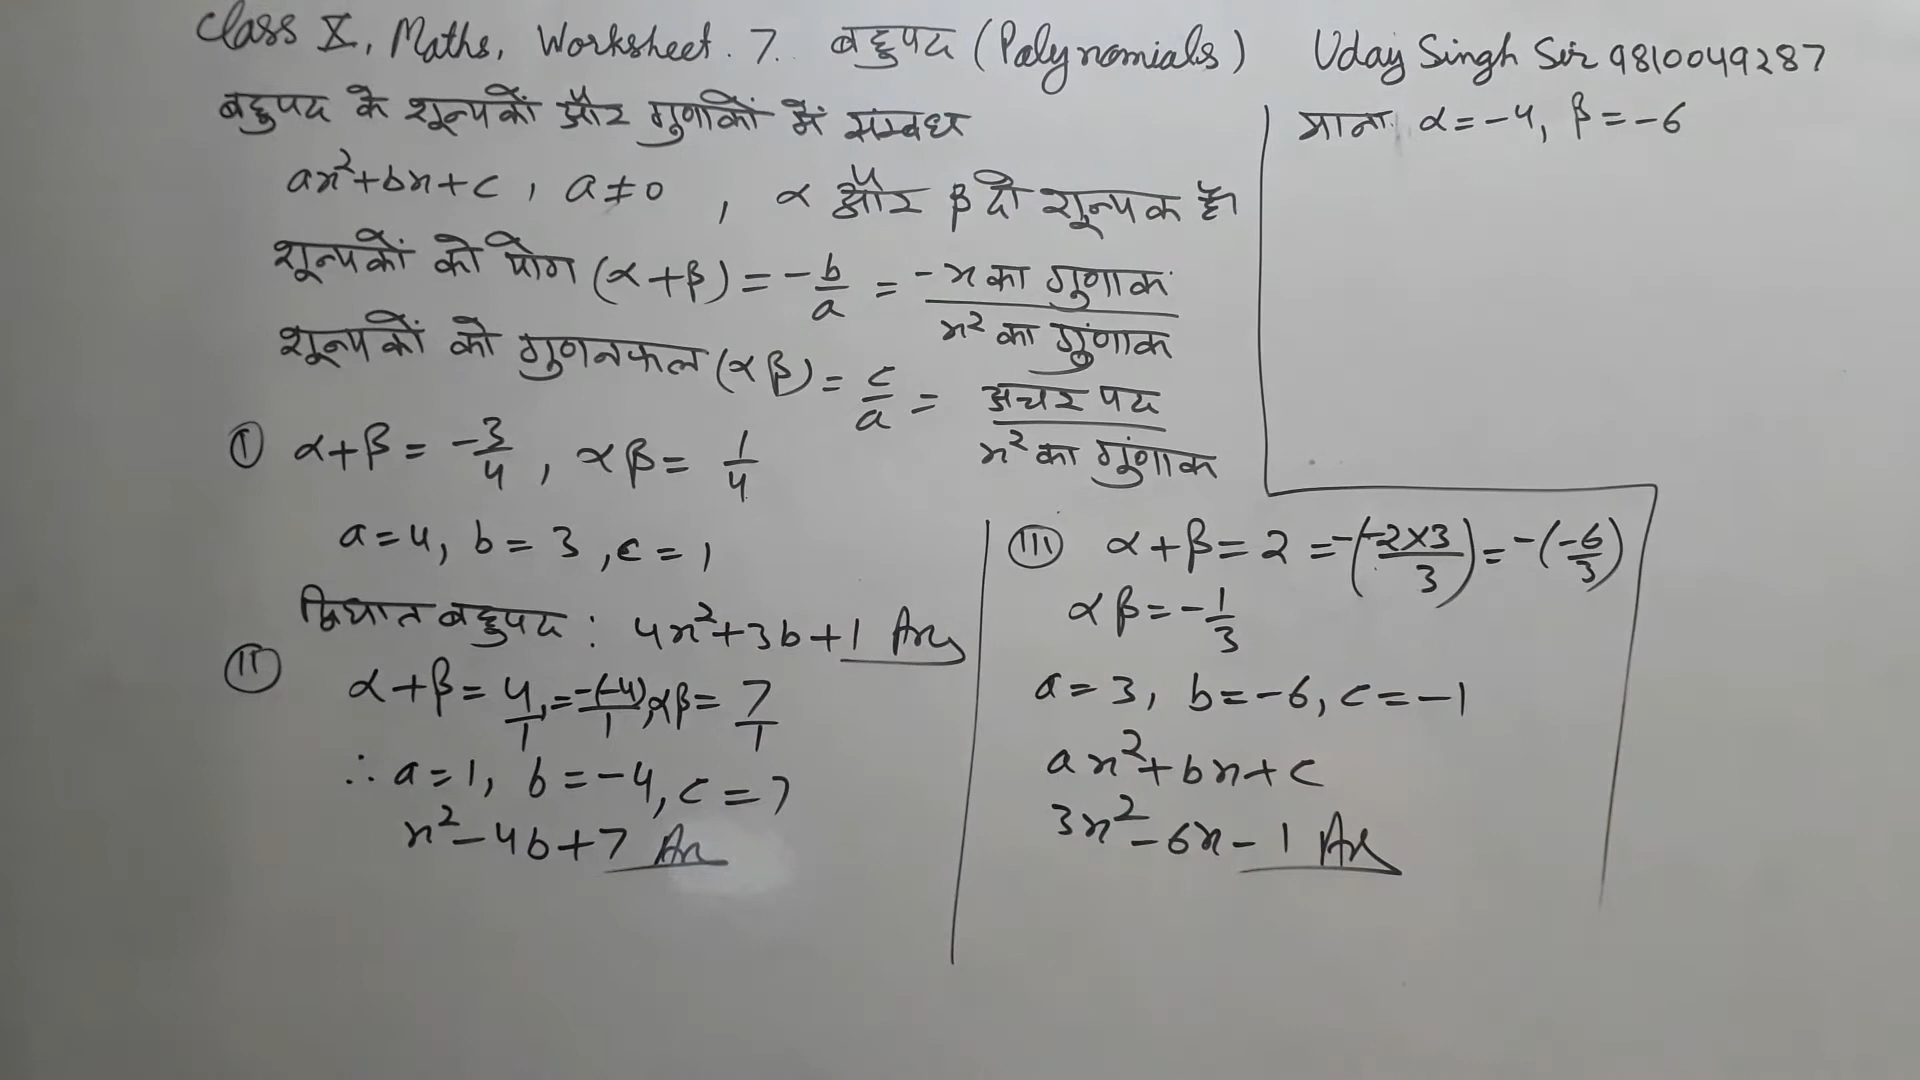 Class X, Maths, Worksheet. 7. बहुपद (Polynomials) Uday Singh Sir 9810049287
बहुपद के शून्यकों और गुणाकों में सम्बंध
ax²+bx+c, a≠0, α और β दो शून्यक हैं।
शून्यकों को योग (α+β) = -b/a = -x का गुणाक / x² का गुणाक
शून्यकों को गुणनफल (αβ) = c/a = अचर पद / x² का गुणाक
(I) α+β = -3/4, αβ = 1/4
a=4, b=3, c=1
द्विघात बहुपद : 4x²+3b+1 Ans
(II) α+β = 4/1 = -(-4)/1, αβ = 7/1
∴ a=1, b=-4, c=7
x²-4b+7 An
(III) α+β = 2 = -(-2×3/3) = -(-6/3)
αβ = -1/3
a=3, b=-6, c=-1
ax²+bx+c
3x²-6x-1 An
माना α=-4, β=-6